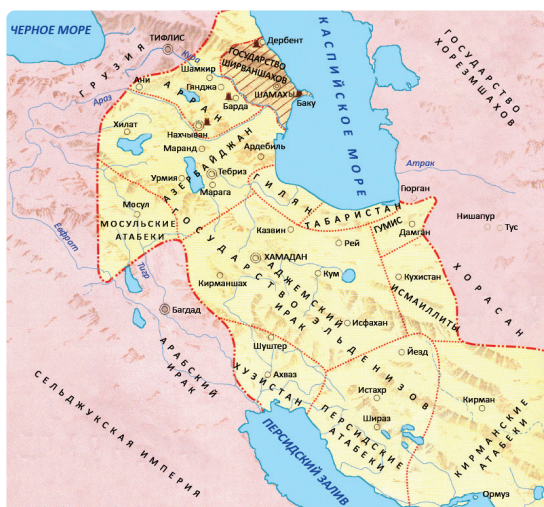 ЧЕРНОЕ МОРЕ
ГРУЗИЯ
ТИФЛИС
Кура
Дербент
ГОСУДАРСТВО
ШИРВАНШАХОВ
ШАМАХЫ
Баку
КАСПИЙСКОЕ МОРЕ
ГОСУДАРСТВО
ХОРЕЗМШАХОВ
Ани
Шамкир
Гянджа
Барда
АРРАН
Араз
Нахчыван
Хилат
Маранд
Ардебиль
АЗЕРБАЙДЖАН
Урмия
Тебриз
Марага
Атрак
Гюрган
ГИЛЯН
ТАБАРИСТАН
ГУМИС
Дамган
Нишапур
Тус
Мосул
МОСУЛЬСКИЕ
АТАБЕКИ
Евфрат
Тигр
Казвин
Рей
ХАМАДАН
Кум
Кирманшах
Кухистан
ГОСУДАРСТВО ЭЛЬДЕНИЗОВ
АДЖЕМСКИЙ
ИРАК
ИСМАИЛЛИТЫ
ХОРАСАН
Багдад
АРАБСКИЙ
ИРАК
Исфахан
Шуштер
Йезд
Ахваз
ХУЗИСТАН
Истахр
Шираз
ПЕРСИДСКИЕ
АТАБЕКИ
Кирман
КИРМАНСКИЕ
АТАБЕКИ
СЕЛЬДЖУКСКАЯ ИМПЕРИЯ
ПЕРСИДСКИЙ ЗАЛИВ
Ормуз